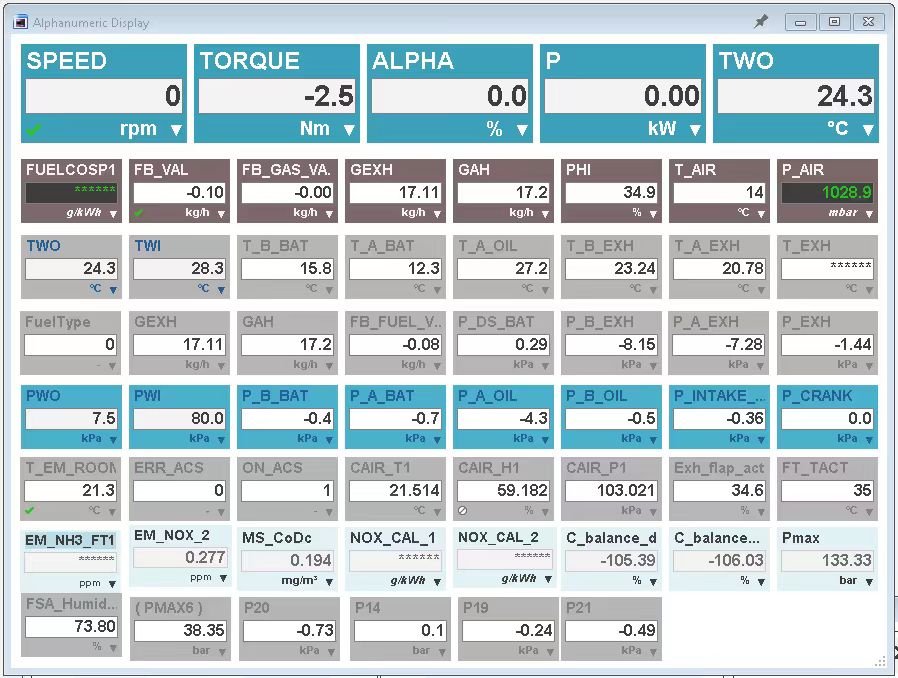 Alphanumeric Display
SPEED TORQUE ALPHA P TWO
0 -2.5 0.0 0.00 24.3
rpm Nm % kW °C
FUELCOSP1 FB_VAL FB_GAS_VA. GEXH GAH PHI T_AIR P_AIR
****** -0.10 -0.00 17.11 17.2 34.9 14 1028.9
g/kWh kg/h kg/h kg/h kg/h % °C mbar
TWO TWI T_B_BAT T_A_BAT T_A_OIL T_B_EXH T_A_EXH T_EXH
24.3 28.3 15.8 12.3 27.2 23.24 20.78 ******
°C °C °C °C °C °C °C °C
FuelType GEXH GAH FB_FUEL_V.. P_DS_BAT P_B_EXH P_A_EXH P_EXH
0 17.11 17.2 -0.08 0.29 -8.15 -7.28 -1.44
- kg/h kg/h kg/h kPa kPa kPa kPa
PWO PWI P_B_BAT P_A_BAT P_A_OIL P_B_OIL P_INTAKE_... P_CRANK
7.5 80.0 -0.4 -0.7 -4.3 -0.5 -0.36 0.0
kPa kPa kPa kPa kPa kPa kPa kPa
T_EM_ROOM ERR_ACS ON_ACS CAIR_T1 CAIR_H1 CAIR_P1 Exh_flap_act FT_TACT
21.3 0 1 21.514 59.182 103.021 34.6 35
°C - - °C % kPa % °C
EM_NH3_FT1 EM_NOX_2 MS_CoDc NOX_CAL_1 NOX_CAL_2 C_balance_d C_balance... Pmax
****** 0.277 0.194 ****** ****** -105.39 -106.03 133.33
ppm ppm mg/m³ g/kWh g/kWh % % bar
FSA_Humid... ( PMAX6 ) P20 P14 P19 P21
73.80 38.35 -0.73 0.1 -0.24 -0.49
% bar kPa bar kPa kPa